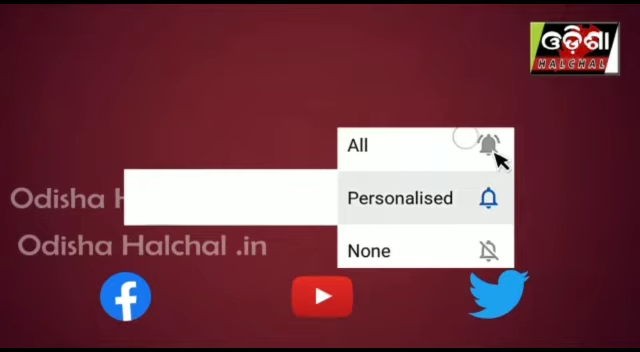 ଓଡ଼ିଶା
HALCHAL
All
Odisha H
Personalised
Odisha Halchal .in
None